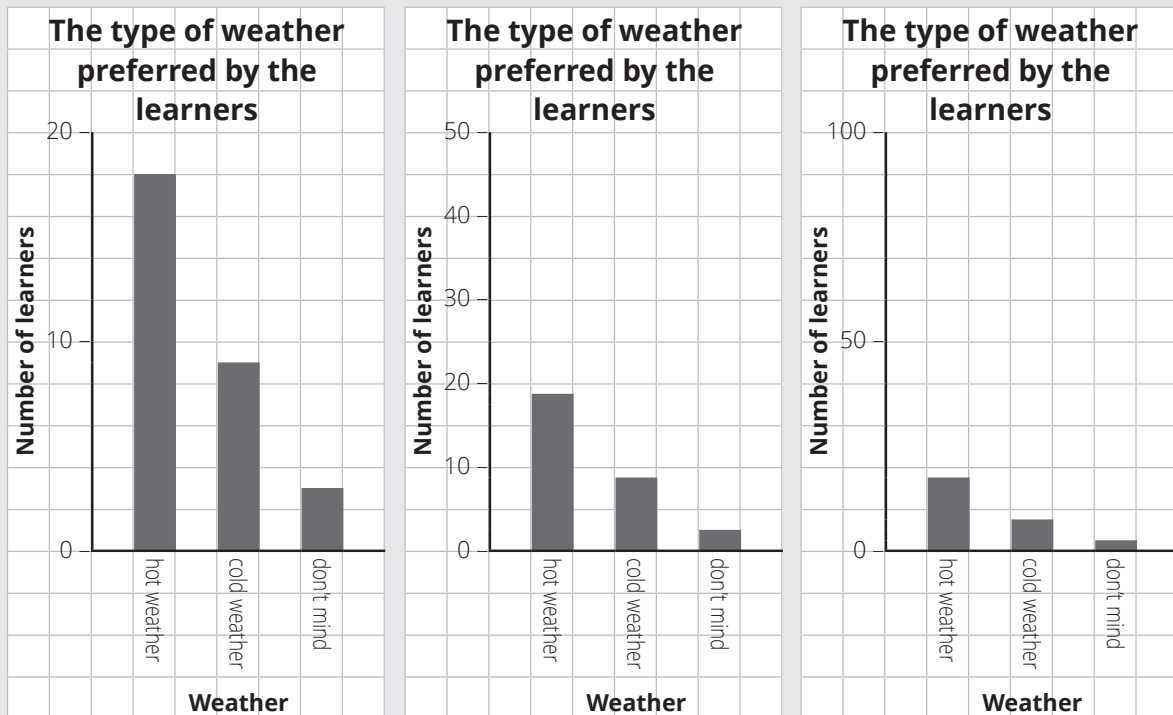 The type of weather
preferred by the
learners
20
10
0
Number of learners
hot weather
cold weather
don't mind
Weather
The type of weather
preferred by the
learners
50
40
30
20
10
0
Number of learners
hot weather
cold weather
don't mind
Weather
The type of weather
preferred by the
learners
100
50
0
Number of learners
hot weather
cold weather
don't mind
Weather